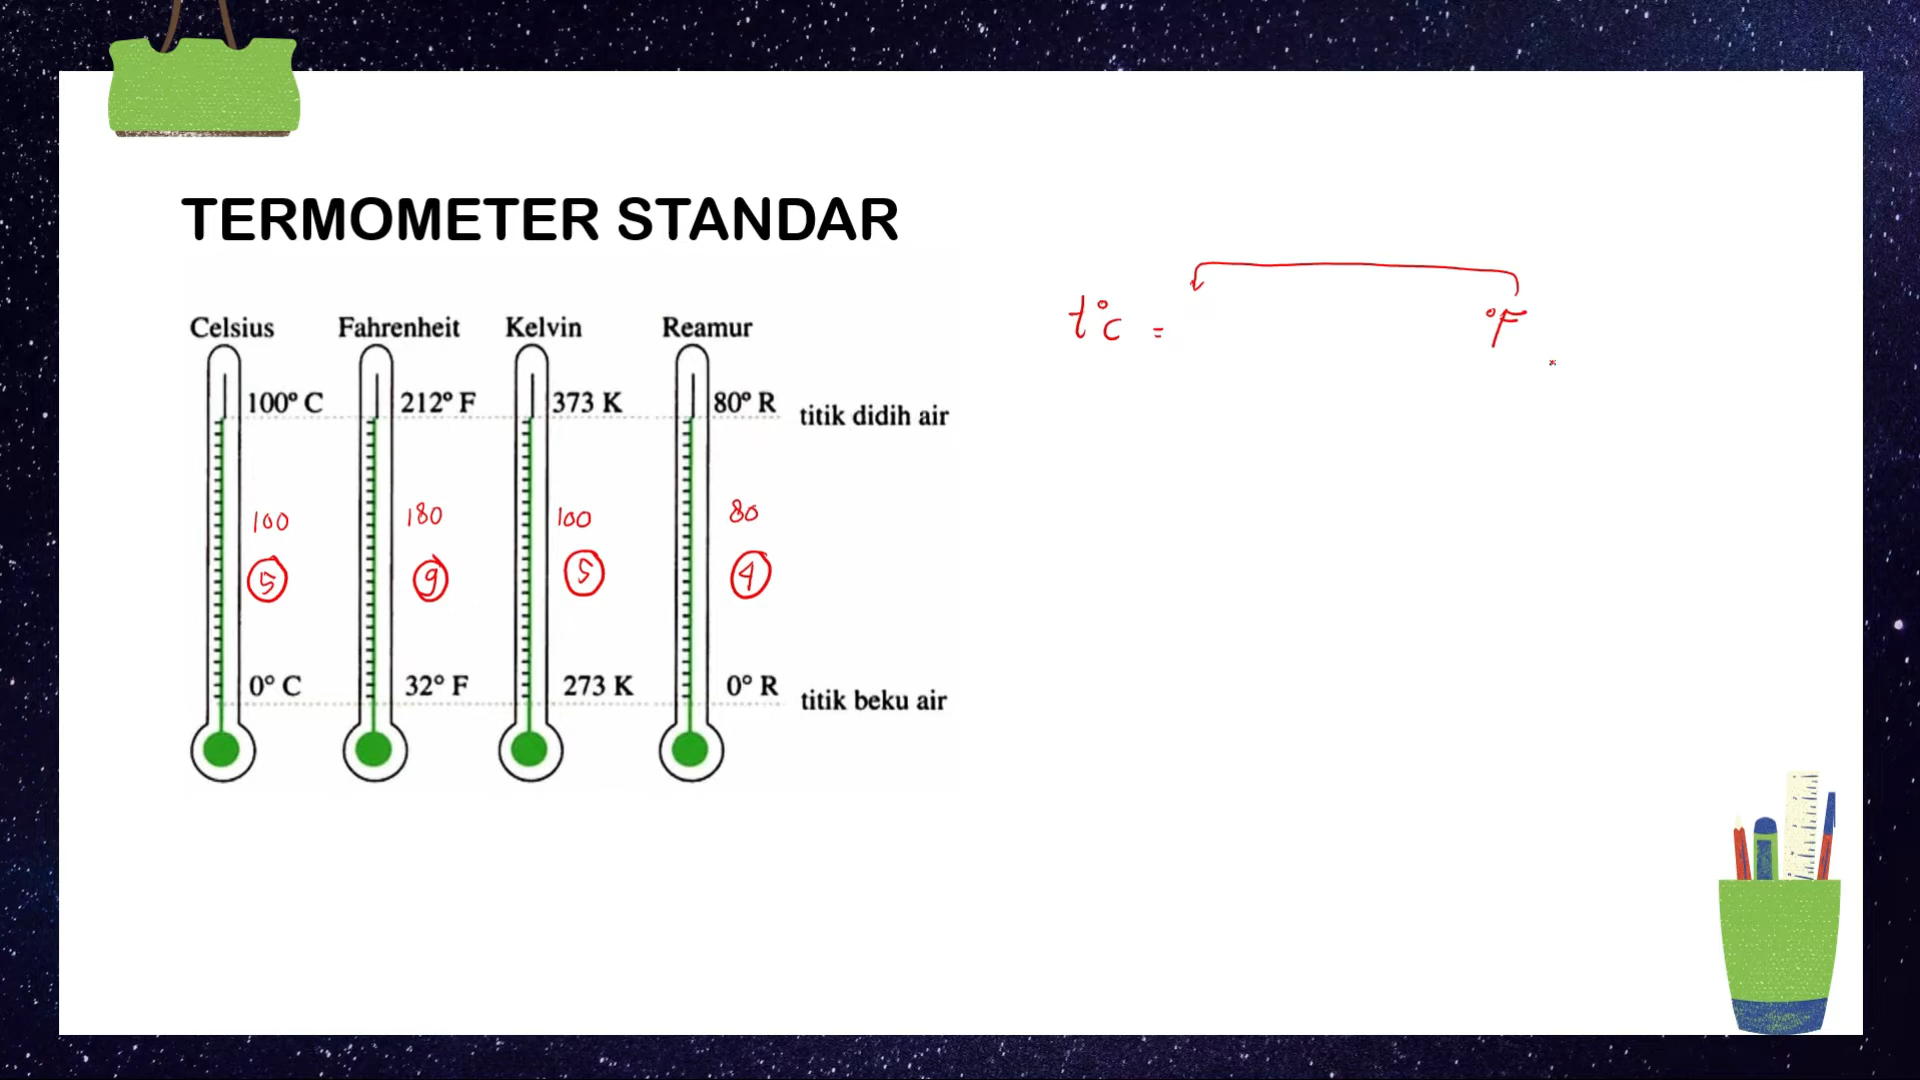 TERMOMETER STANDAR
t°C = °F
Celsius Fahrenheit Kelvin Reamur
100° C 212° F 373 K 80° R titik didih air
100 180 100 80
5 9 5 4
0° C 32° F 273 K 0° R titik beku air